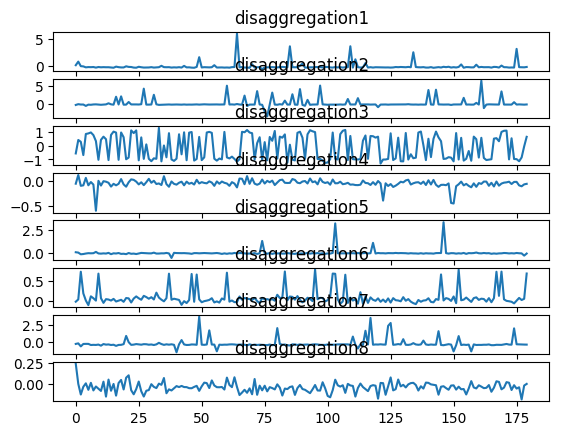 disaggregation1
5
0
disaggregation2
5
0
disaggregation3
1
0
−1
disaggregation4
0.0
−0.5
disaggregation5
2.5
0.0
disaggregation6
0.5
0.0
disaggregation7
2.5
0.0
disaggregation8
0.25
0.00
0 25 50 75 100 125 150 175